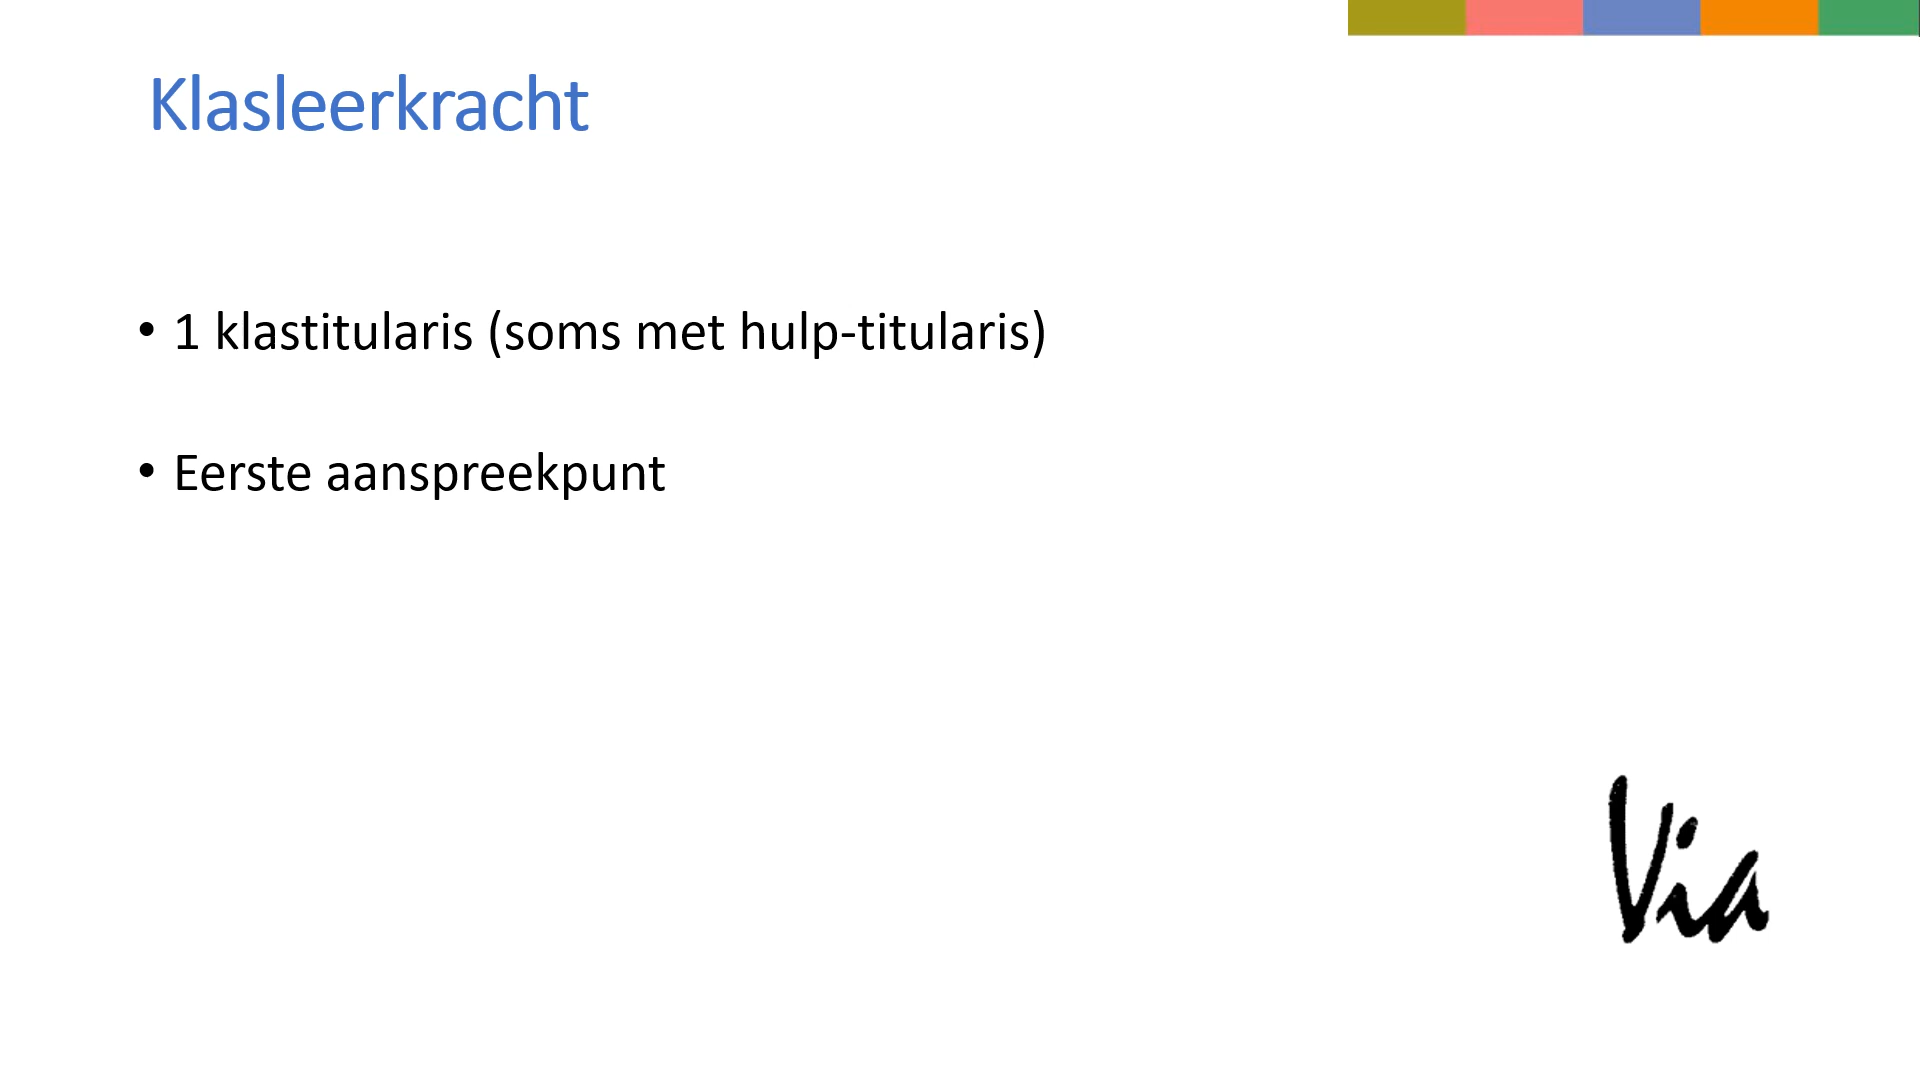 Klasleerkracht
• 1 klastitularis (soms met hulp-titularis)
• Eerste aanspreekpunt
Via